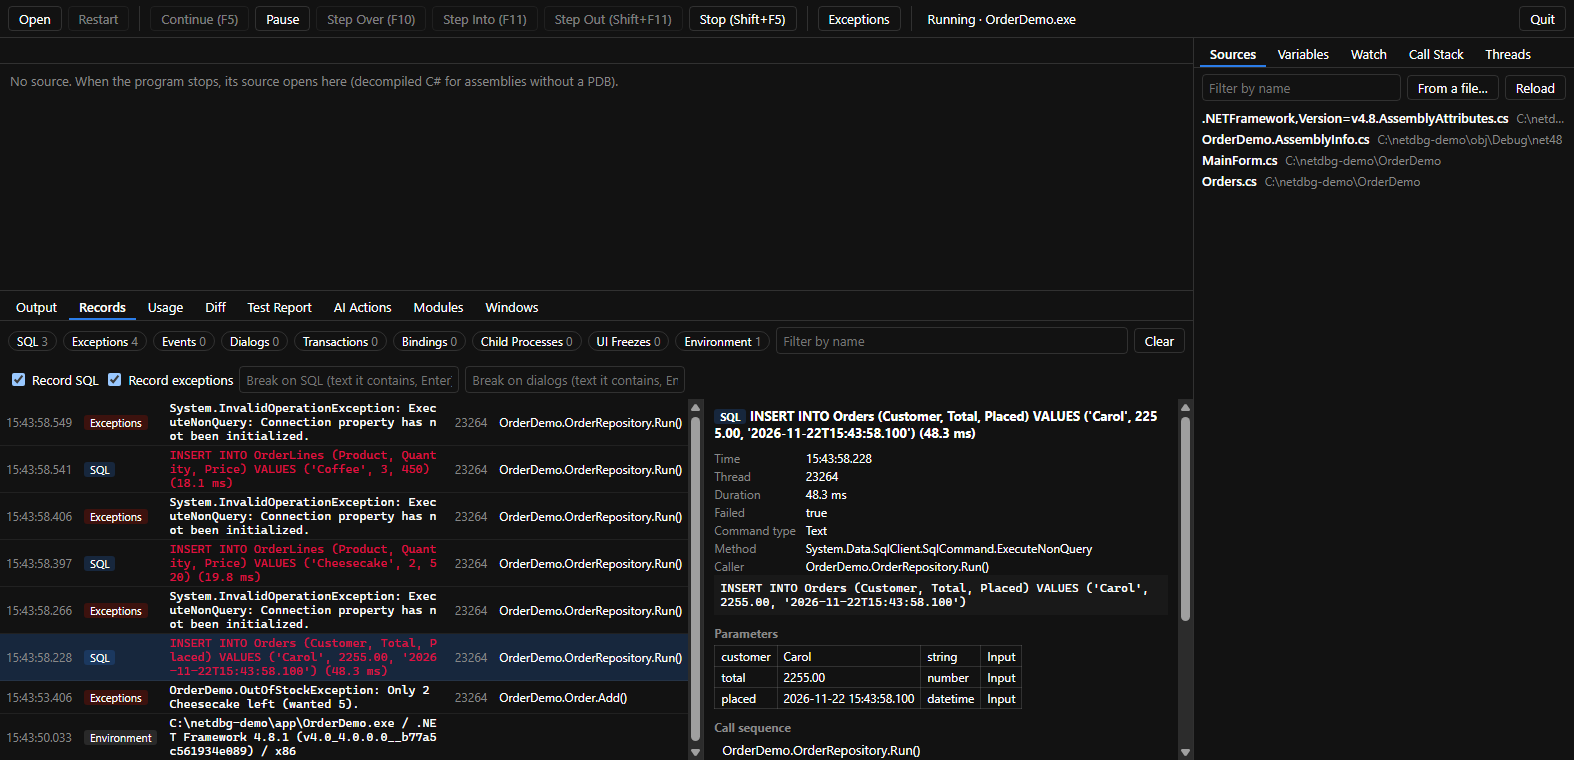 Open Restart Continue (F5) Pause Step Over (F10) Step Into (F11) Step Out (Shift+F11) Stop (Shift+F5) Exceptions Running · OrderDemo.exe Quit
No source. When the program stops, its source opens here (decompiled C# for assemblies without a PDB).
Sources Variables Watch Call Stack Threads
Filter by name From a file... Reload
.NETFramework,Version=v4.8.AssemblyAttributes.cs C:\netd...
OrderDemo.AssemblyInfo.cs C:\netdbg-demo\obj\Debug\net48
MainForm.cs C:\netdbg-demo\OrderDemo
Orders.cs C:\netdbg-demo\OrderDemo
Output Records Usage Diff Test Report AI Actions Modules Windows
SQL 3 Exceptions 4 Events 0 Dialogs 0 Transactions 0 Bindings 0 Child Processes 0 UI Freezes 0 Environment 1 Filter by name Clear
Record SQL Record exceptions Break on SQL (text it contains, Enter) Break on dialogs (text it contains, En
System.InvalidOperationException: Exec
15:43:58.549 Exceptions uteNonQuery: Connection property has n 23264 OrderDemo.OrderRepository.Run()
ot been initialized.
INSERT INTO OrderLines (Product, Quant
15:43:58.541 SQL ity, Price) VALUES ('Coffee', 3, 450) 23264 OrderDemo.OrderRepository.Run()
(18.1 ms)
System.InvalidOperationException: Exec
15:43:58.406 Exceptions uteNonQuery: Connection property has n 23264 OrderDemo.OrderRepository.Run()
ot been initialized.
INSERT INTO OrderLines (Product, Quant
15:43:58.397 SQL ity, Price) VALUES ('Cheesecake', 2, 5 23264 OrderDemo.OrderRepository.Run()
20) (19.8 ms)
System.InvalidOperationException: Exec
15:43:58.266 Exceptions uteNonQuery: Connection property has n 23264 OrderDemo.OrderRepository.Run()
ot been initialized.
INSERT INTO Orders (Customer, Total, P
15:43:58.228 SQL laced) VALUES ('Carol', 2255.00, '2026 23264 OrderDemo.OrderRepository.Run()
-11-22T15:43:58.100') (48.3 ms)
OrderDemo.OutOfStockException: Only 2
15:43:53.406 Exceptions Cheesecake left (wanted 5). 23264 OrderDemo.Order.Add()
C:\netdbg-demo\app\OrderDemo.exe / .NE
15:43:50.033 Environment T Framework 4.8.1 (v4.0_4.0.0.0__b77a5
c561934e089) / x86
SQL INSERT INTO Orders (Customer, Total, Placed) VALUES ('Carol', 225
5.00, '2026-11-22T15:43:58.100') (48.3 ms)
Time 15:43:58.228
Thread 23264
Duration 48.3 ms
Failed true
Command type Text
Method System.Data.SqlClient.SqlCommand.ExecuteNonQuery
Caller OrderDemo.OrderRepository.Run()
INSERT INTO Orders (Customer, Total, Placed) VALUES ('Carol',
2255.00, '2026-11-22T15:43:58.100')
Parameters
customer Carol string Input
total 2255.00 number Input
placed 2026-11-22 15:43:58.100 datetime Input
Call sequence
OrderDemo.OrderRepository.Run()